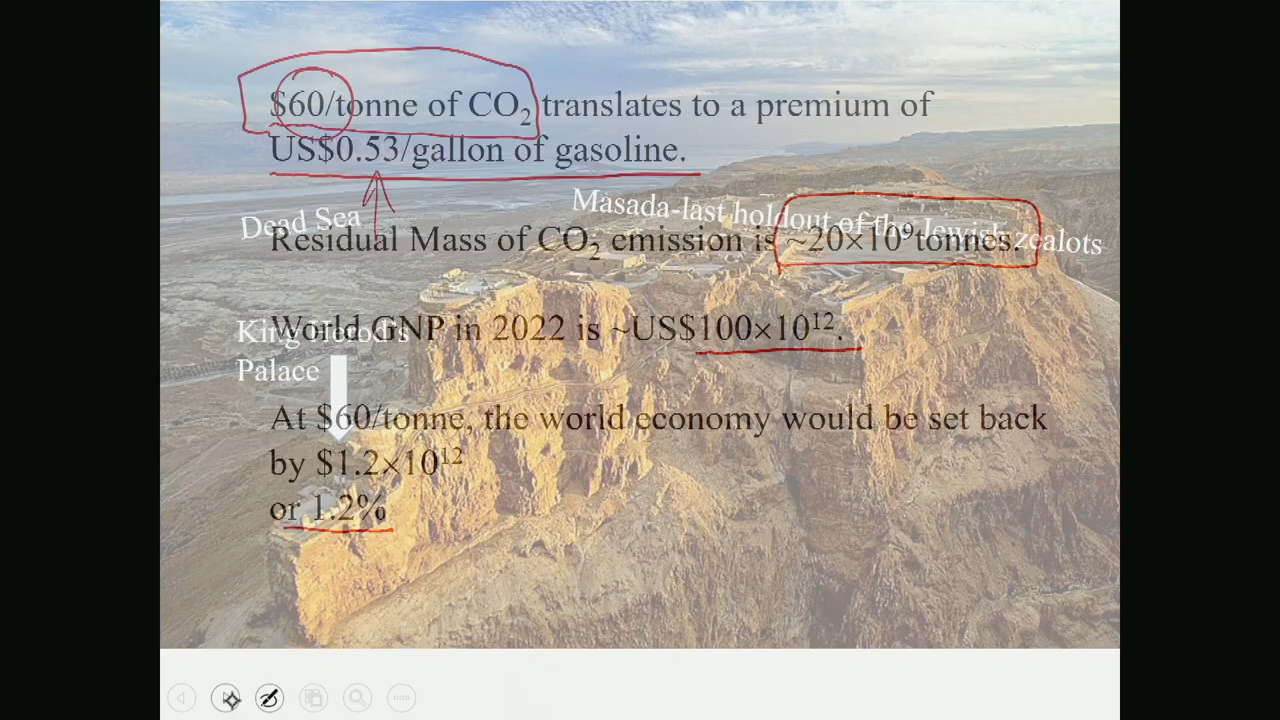 $60/tonne of CO₂ translates to a premium of
US$0.53/gallon of gasoline.
Dead Sea
Masada-last holdout of the Jewish zealots
Residual Mass of CO₂ emission is ~20×10⁹tonnes.
King Herod's
Palace
World GNP in 2022 is ~US$100×10¹².
At $60/tonne, the world economy would be set back
by $1.2×10¹²
or 1.2%